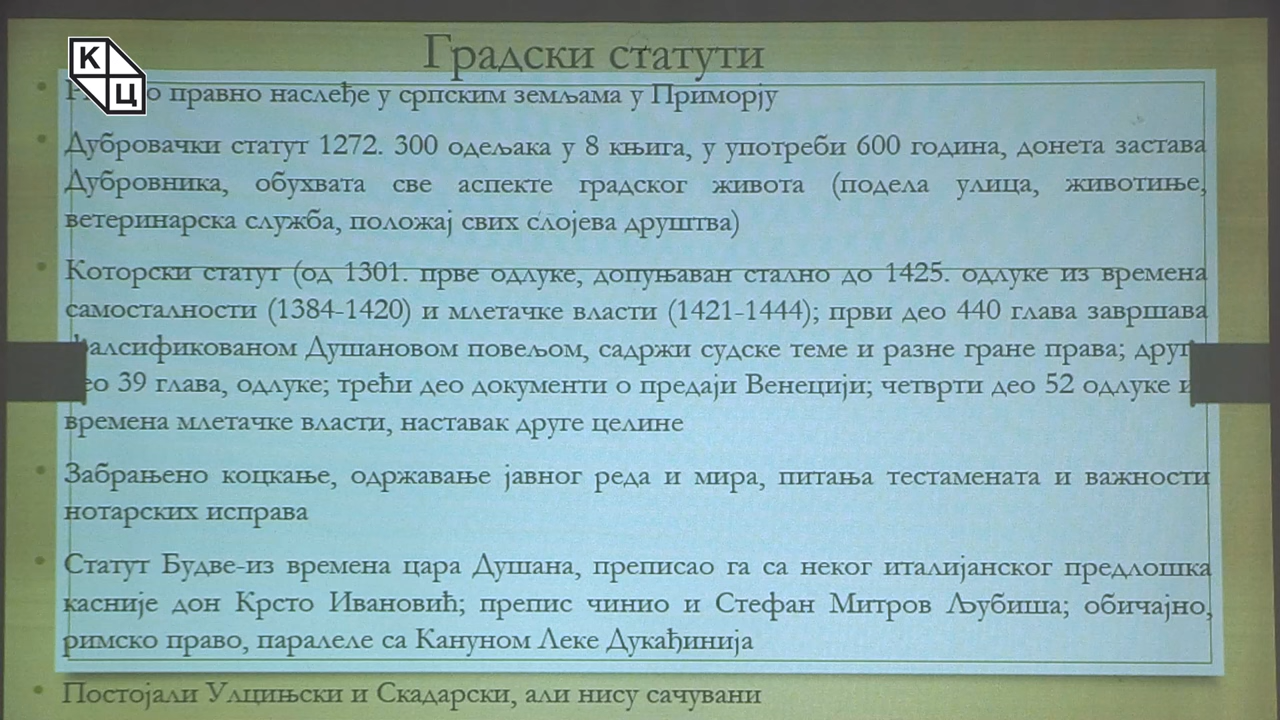 К
Ц
Градски статути
правно наслеђе у српским земљама у Приморју
Дубровачки статут 1272. 300 одељака у 8 књига, у употреби 600 година, донета застава
Дубровника, обухвата све аспекте градског живота (подела улица, животиње,
ветеринарска служба, положај свих слојева друштва)
Которски статут (од 1301. прве одлуке, допуњаван стално до 1425. одлуке из времена
самосталности (1384-1420) и млетачке власти (1421-1444); први део 440 глава завршава
фалсификованом Душановом повељом, садржи судске теме и разне гране права;
39 глава, одлуке; трећи део документи о предаји Венецији; четврти део 52 одлуке
времена млетачке власти, наставак друге целине
Забрањено коцкање, одржавање јавног реда и мира, питања тестамената и важности
нотарских исправа
Статут Будве-из времена цара Душана, преписао га са неког италијанског предлошка
касније дон Крсто Ивановић; препис чинио и Стефан Митров Љубиша; обичајно,
римско право, паралеле са Кануном Леке Дукађинија
Постојали Улцињски и Скадарски, али нису сачувани